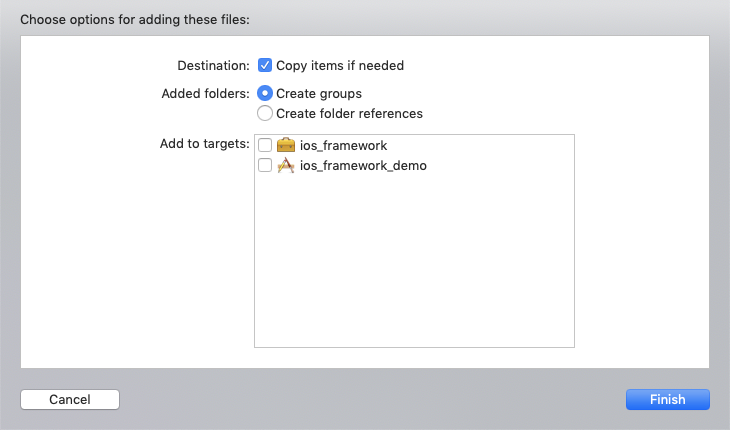 Choose options for adding these files:
Destination: Copy items if needed
Added folders: Create groups
Create folder references
Add to targets: ios_framework
ios_framework_demo
Cancel Finish